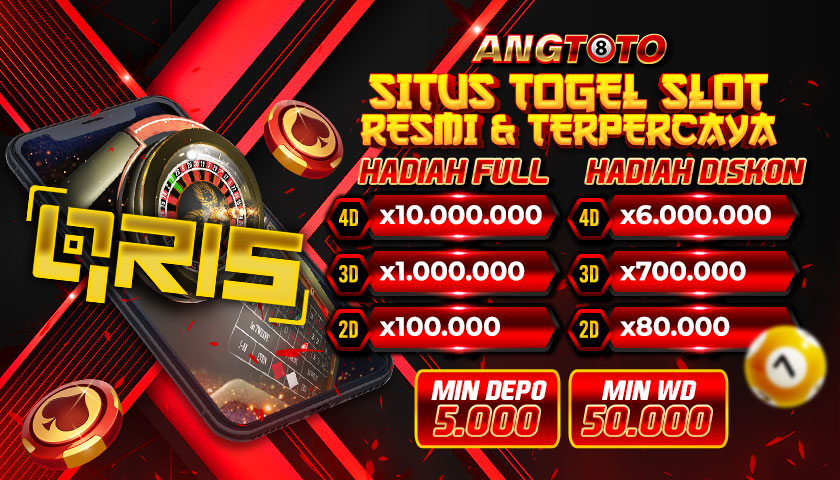 ANGTOTO
8
SITUS TOGEL SLOT
RESMI & TERPERCAYA
HADIAH FULL
4D x10.000.000
3D x1.000.000
2D x100.000
HADIAH DISKON
4D x6.000.000
3D x700.000
2D x80.000
QRIS
MIN DEPO
5.000
MIN WD
50.000
7